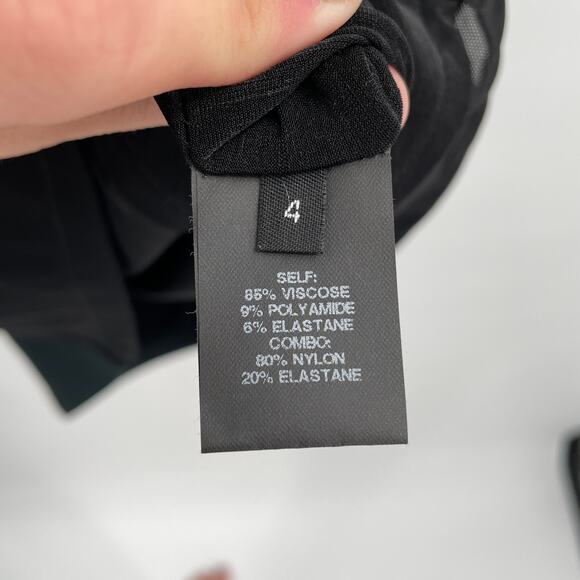 4
SELF:
85% VISCOSE
9% POLYAMIDE
6% ELASTANE
COMBO:
80% NYLON
20% ELASTANE